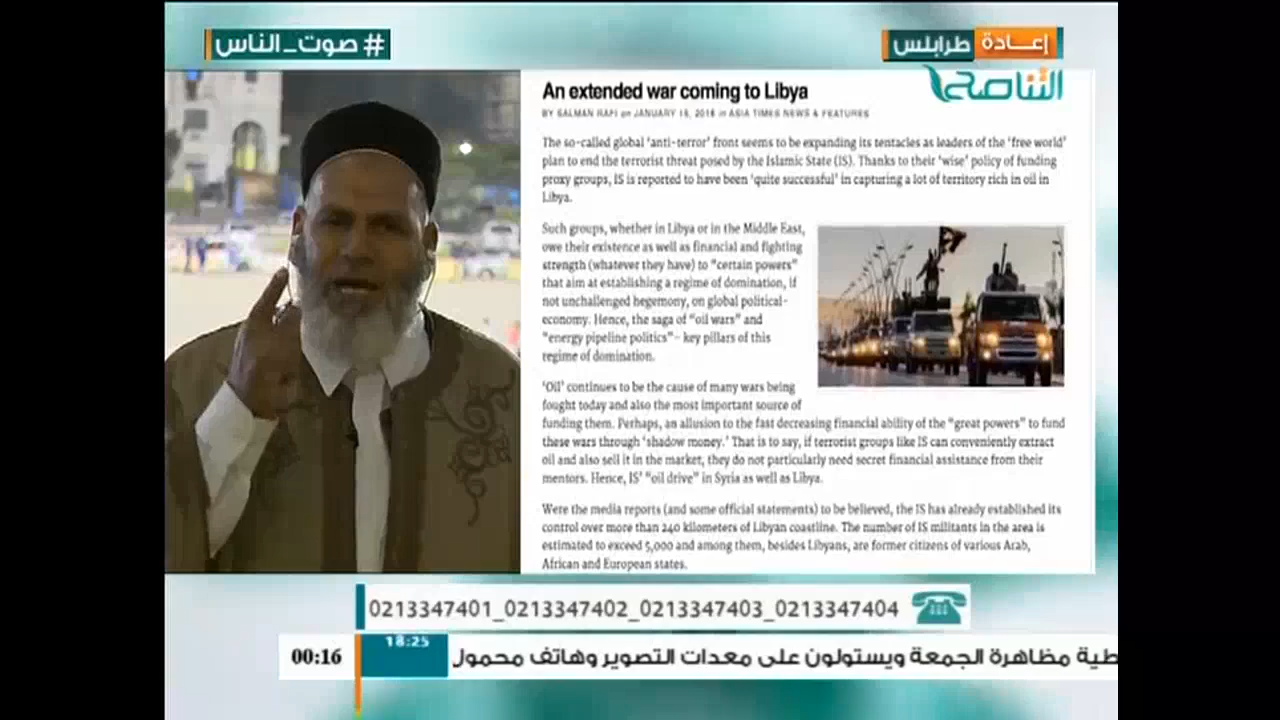 #صوت_الناس
إعادة طرابلس
التناصح
An extended war coming to Libya
BY SALMAN RAFI on JANUARY 15, 2016 in ASIA TIMES NEWS & FEATURES
The so-called global 'anti-terror' front seems to be expanding its tentacles as leaders of the 'free world'
plan to end the terrorist threat posed by the Islamic State (IS). Thanks to their 'wise' policy of funding
proxy groups, IS is reported to have been 'quite successful' in capturing a lot of territory rich in oil in
Libya.
Such groups, whether in Libya or in the Middle East,
owe their existence as well as financial and fighting
strength (whatever they have) to "certain powers"
that aim at establishing a regime of domination, if
not unchallenged hegemony, on global political-
economy. Hence, the saga of "oil wars" and
"energy pipeline politics"– key pillars of this
regime of domination.
'Oil' continues to be the cause of many wars being
fought today and also the most important source of
funding them. Perhaps, an allusion to the fast decreasing financial ability of the "great powers" to fund
these wars through 'shadow money.' That is to say, if terrorist groups like IS can conveniently extract
oil and also sell it in the market, they do not particularly need secret financial assistance from their
mentors. Hence, IS' "oil drive" in Syria as well as Libya.
Were the media reports (and some official statements) to be believed, the IS has already established its
control over more than 240 kilometers of Libyan coastline. The number of IS militants in the area is
estimated to exceed 5,000 and among them, besides Libyans, are former citizens of various Arab,
African and European states.
0213347401_0213347402_0213347403_0213347404
18:25
00:16
طية مظاهرة الجمعة ويستولون على معدات التصوير وهاتف محمول